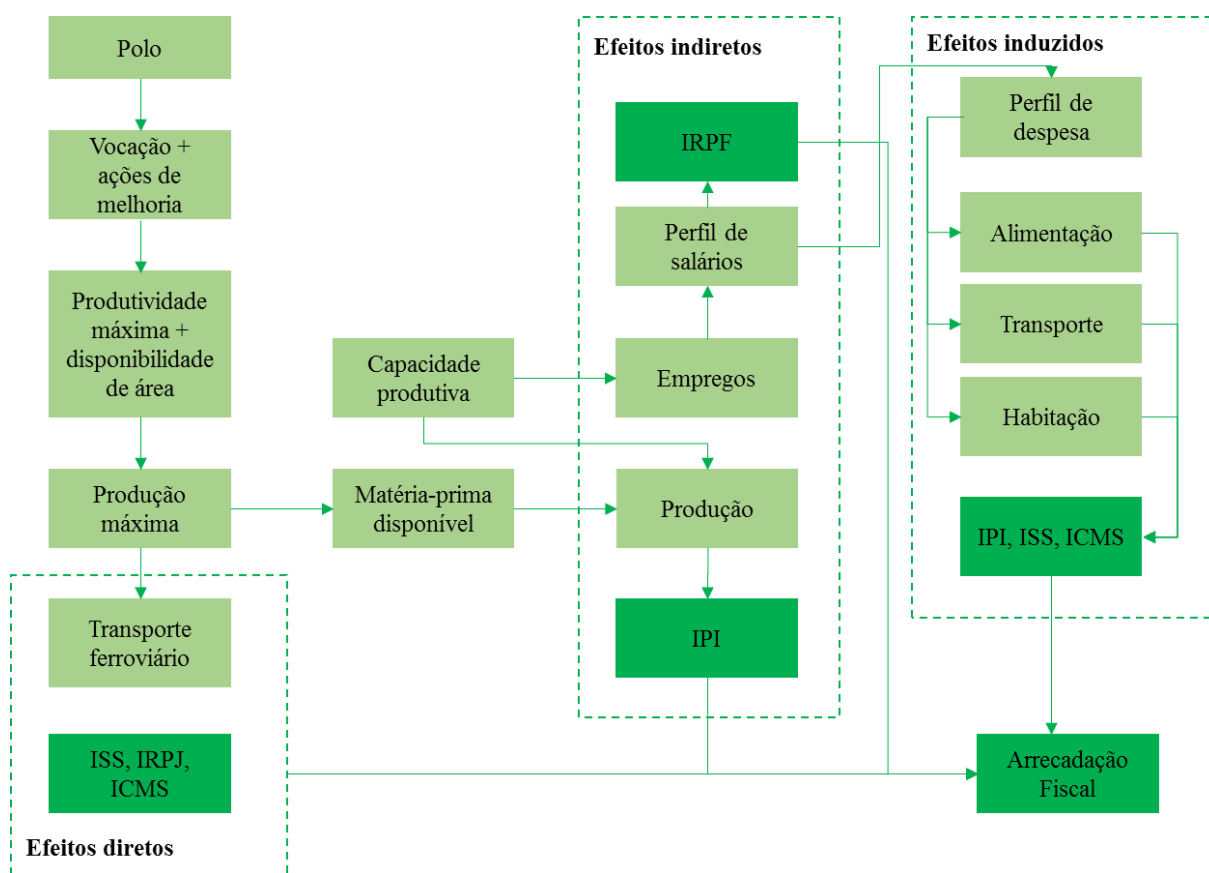 Polo
Vocação +
ações de
melhoria
Produtividade
máxima +
disponibilidade
de área
Produção
máxima
Transporte
ferroviário
ISS, IRPJ,
ICMS
Efeitos diretos
Capacidade
produtiva
Matéria-prima
disponível
Efeitos indiretos
IRPF
Perfil de
salários
Empregos
Produção
IPI
Efeitos induzidos
Perfil de
despesa
Alimentação
Transporte
Habitação
IPI, ISS, ICMS
Arrecadação
Fiscal